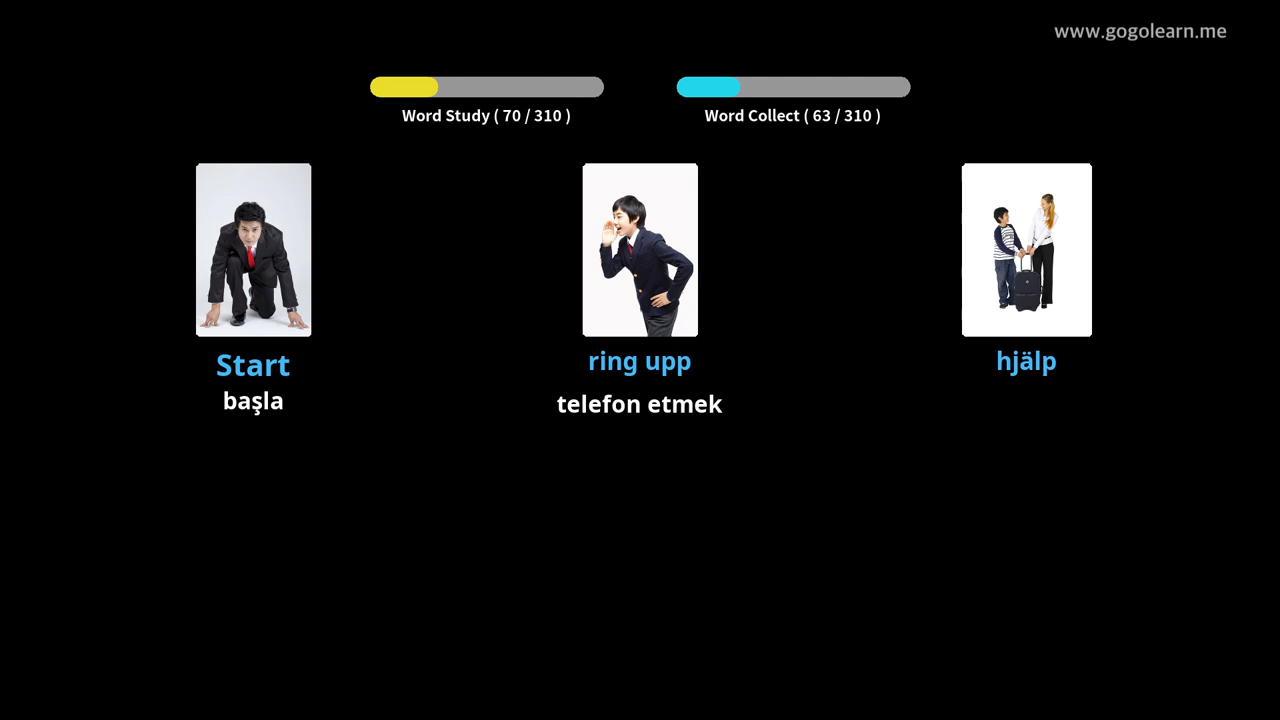 www.gogolearn.me
Word Study ( 70 / 310 )
Word Collect ( 63 / 310 )
Start
başla
ring upp
telefon etmek
hjälp